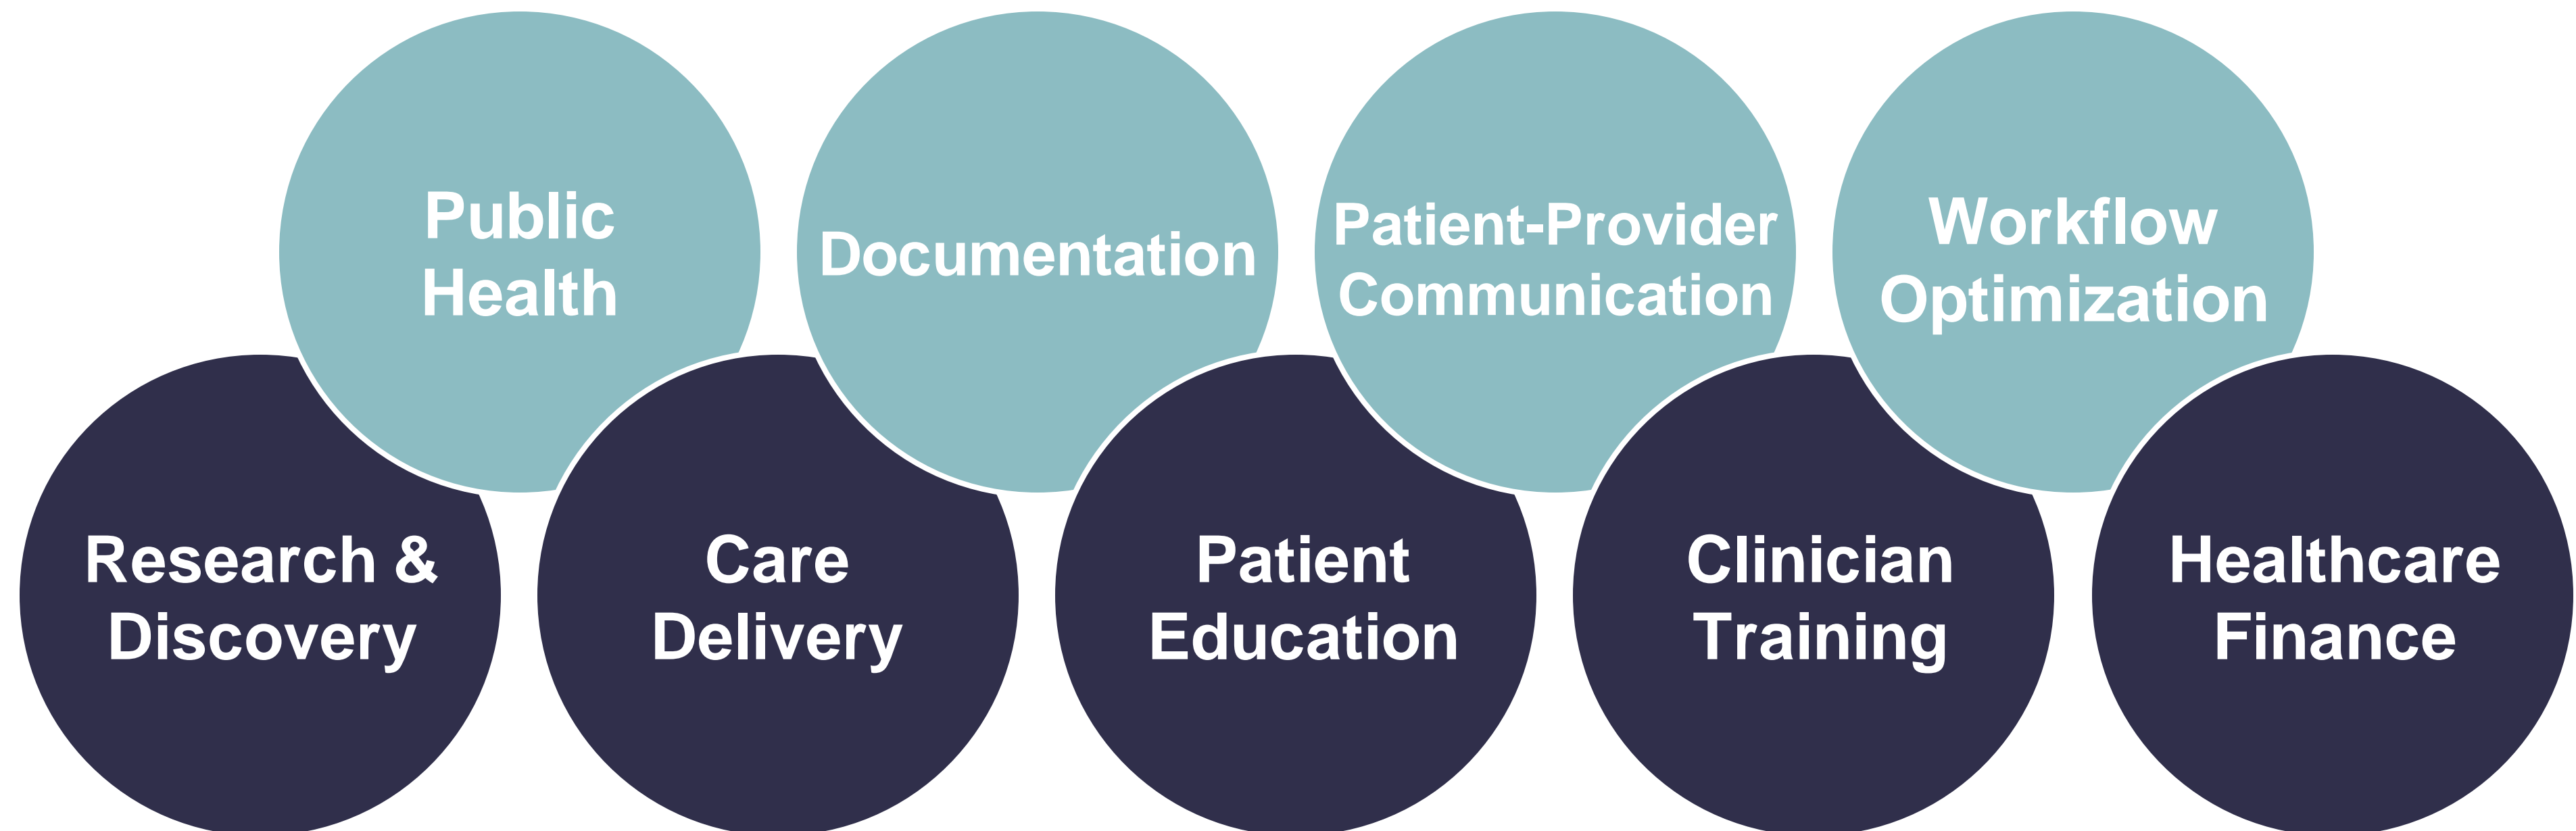 Public
Health
Documentation
Patient-Provider
Communication
Workflow
Optimization
Research &
Discovery
Care
Delivery
Patient
Education
Clinician
Training
Healthcare
Finance